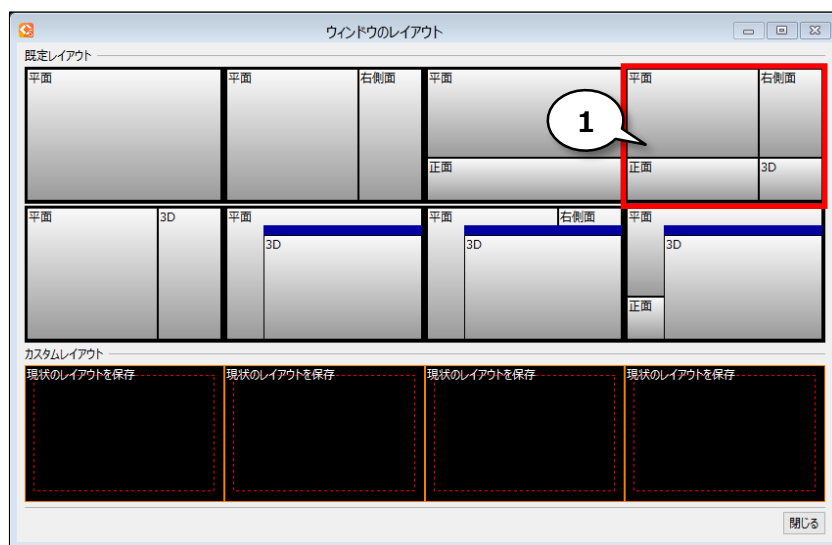 ウィンドウのレイアウト
既定レイアウト
平面
平面 右側面
平面
正面
平面 右側面
1
正面 3D
平面 3D
平面
3D
平面 右側面
3D
平面
3D
正面
カスタムレイアウト
現状のレイアウトを保存 現状のレイアウトを保存 現状のレイアウトを保存 現状のレイアウトを保存
閉じる